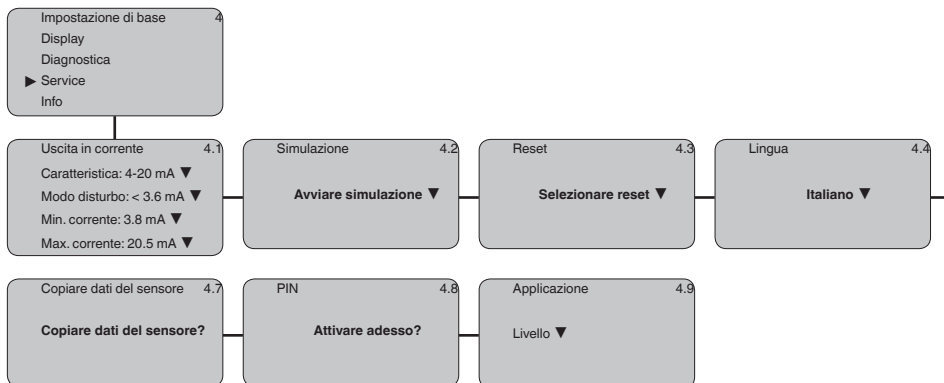 Impostazione di base 4
Display
Diagnostica
▶ Service
Info
Uscita in corrente 4.1
Caratteristica: 4-20 mA ▼
Modo disturbo: < 3.6 mA ▼
Min. corrente: 3.8 mA ▼
Max. corrente: 20.5 mA ▼
Simulazione 4.2
Avviare simulazione ▼
Reset 4.3
Selezionare reset ▼
Lingua 4.4
Italiano ▼
Copiare dati del sensore 4.7
Copiare dati del sensore?
PIN 4.8
Attivare adesso?
Applicazione 4.9
Livello ▼